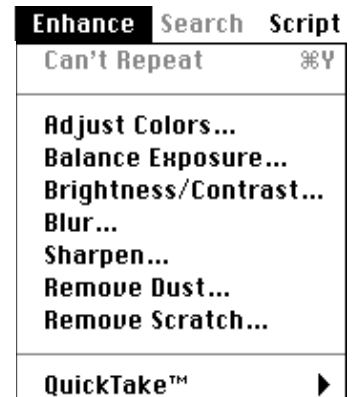 Enhance Search Script
Can't Repeat ⌘Y
Adjust Colors...
Balance Exposure...
Brightness/Contrast...
Blur...
Sharpen...
Remove Dust...
Remove Scratch...
QuickTake™